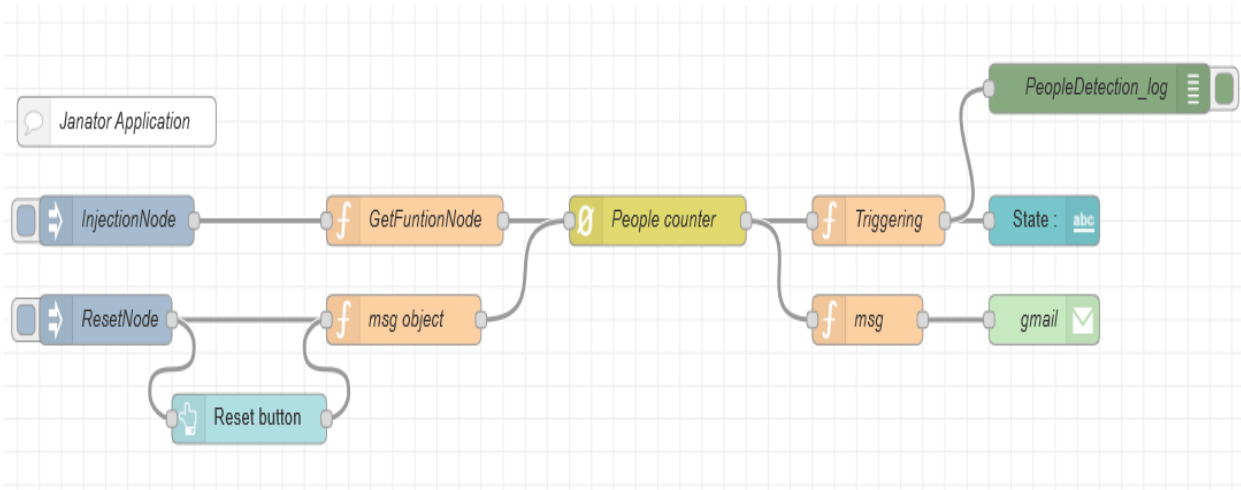 PeopleDetection_log
Janator Application
InjectionNode
GetFuntionNode
People counter
Triggering
State :
abc
ResetNode
msg object
msg
gmail
Reset button